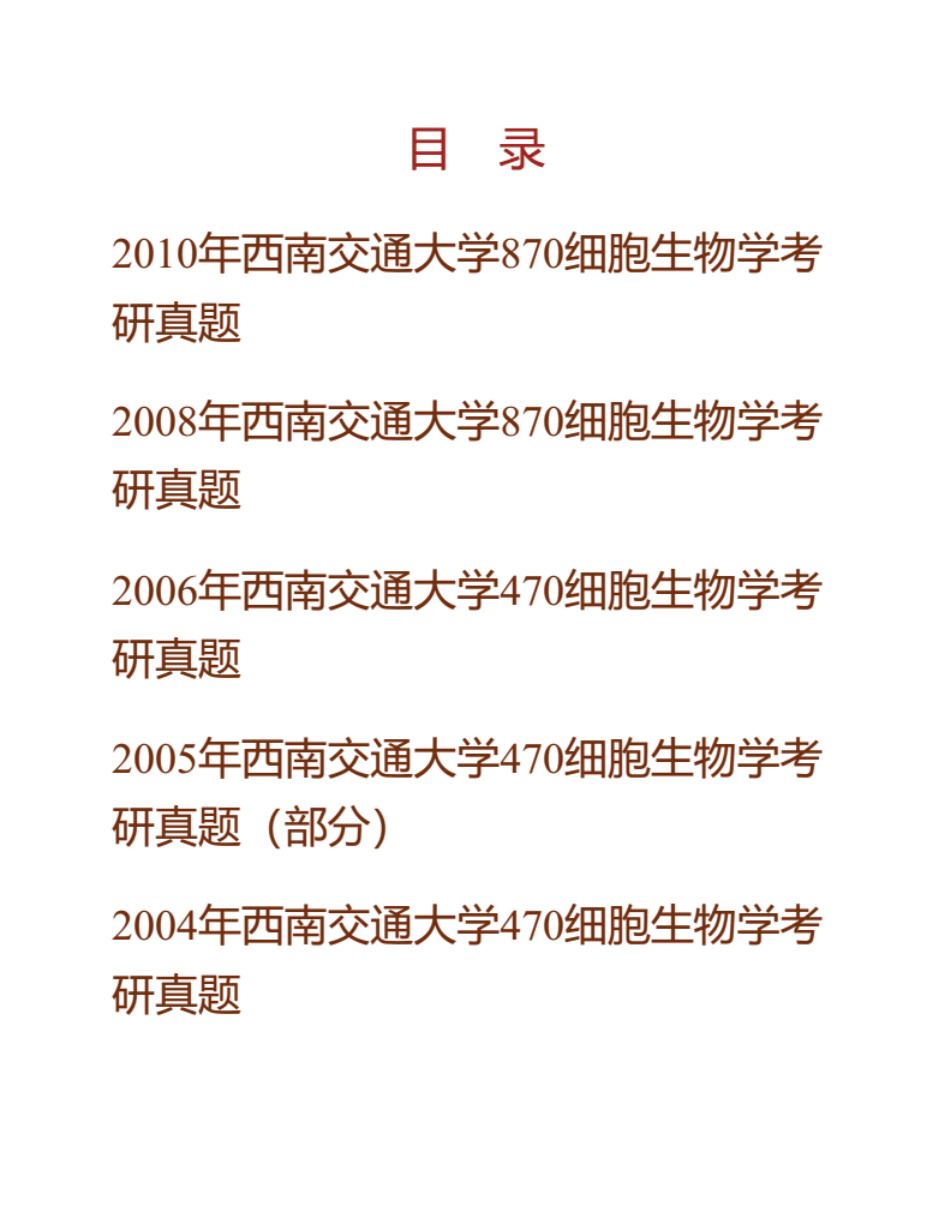 目　录
2010年西南交通大学870细胞生物学考
研真题
2008年西南交通大学870细胞生物学考
研真题
2006年西南交通大学470细胞生物学考
研真题
2005年西南交通大学470细胞生物学考
研真题（部分）
2004年西南交通大学470细胞生物学考
研真题